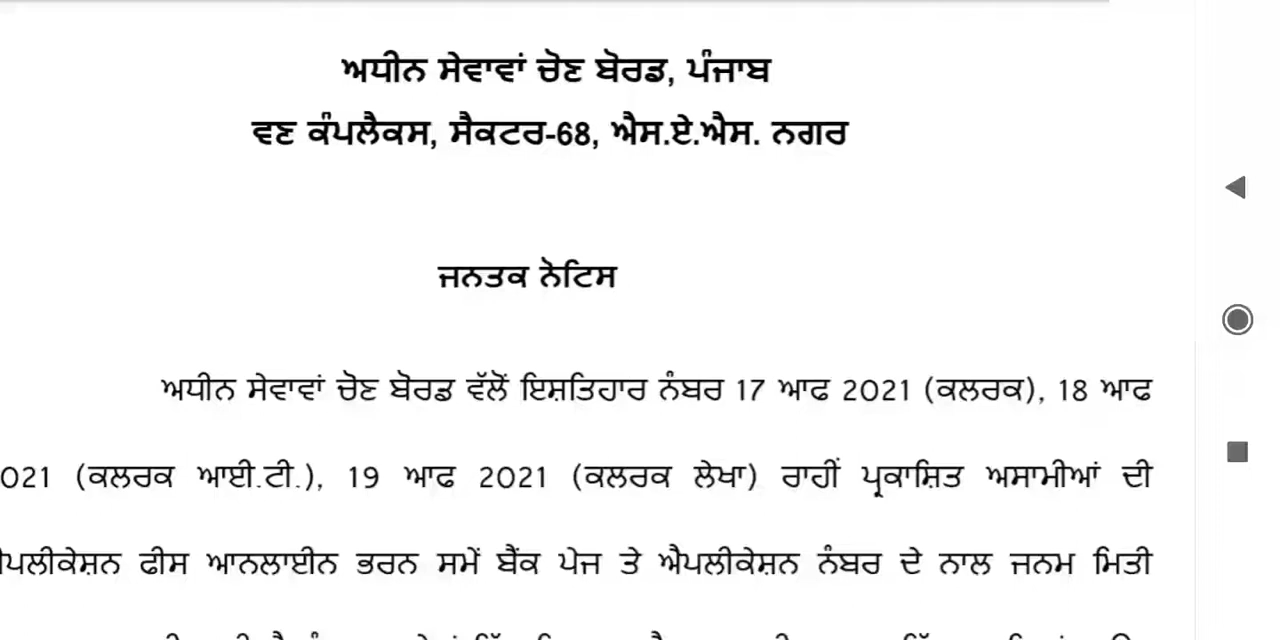 ਅਧੀਨ ਸੇਵਾਵਾਂ ਚੋਣ ਬੋਰਡ, ਪੰਜਾਬ
ਵਣ ਕੰਪਲੈਕਸ, ਸੈਕਟਰ-68, ਐਸ.ਏ.ਐਸ. ਨਗਰ
ਜਨਤਕ ਨੋਟਿਸ
ਅਧੀਨ ਸੇਵਾਵਾਂ ਚੋਣ ਬੋਰਡ ਵੱਲੋਂ ਇਸ਼ਤਿਹਾਰ ਨੰਬਰ 17 ਆਫ 2021 (ਕਲਰਕ), 18 ਆਫ
021 (ਕਲਰਕ ਆਈ.ਟੀ.), 19 ਆਫ 2021 (ਕਲਰਕ ਲੇਖਾ) ਰਾਹੀਂ ਪ੍ਰਕਾਸ਼ਿਤ ਅਸਾਮੀਆਂ ਦੀ
ਪਲੀਕੇਸ਼ਨ ਫੀਸ ਆਨਲਾਈਨ ਭਰਨ ਸਮੇਂ ਬੈਂਕ ਪੇਜ ਤੇ ਐਪਲੀਕੇਸ਼ਨ ਨੰਬਰ ਦੇ ਨਾਲ ਜਨਮ ਮਿਤੀ